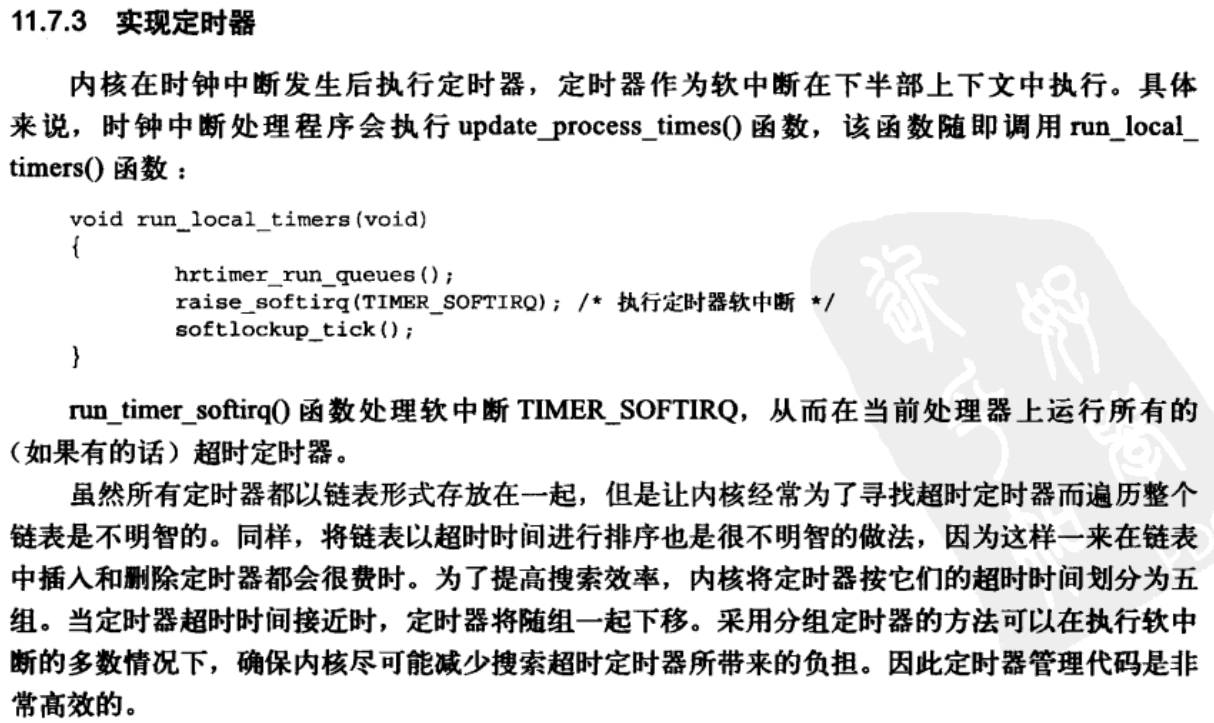 11.7.3 实现定时器
内核在时钟中断发生后执行定时器，定时器作为软中断在下半部上下文中执行。具体
来说，时钟中断处理程序会执行 update_process_times() 函数，该函数随即调用 run_local_
timers() 函数：
void run_local_timers(void)
{
hrtimer_run_queues();
raise_softirq(TIMER_SOFTIRQ); /* 执行定时器软中断 */
softlockup_tick();
}
run_timer_softirq() 函数处理软中断 TIMER_SOFTIRQ，从而在当前处理器上运行所有的
（如果有的话）超时定时器。
虽然所有定时器都以链表形式存放在一起，但是让内核经常为了寻找超时定时器而遍历整个
链表是不明智的。同样，将链表以超时时间进行排序也是很不明智的做法，因为这样一来在链表
中插入和删除定时器都会很费时。为了提高搜索效率，内核将定时器按它们的超时时间划分为五
组。当定时器超时时间接近时，定时器将随组一起下移。采用分组定时器的方法可以在执行软中
断的多数情况下，确保内核尽可能减少搜索超时定时器所带来的负担。因此定时器管理代码是非
常高效的。